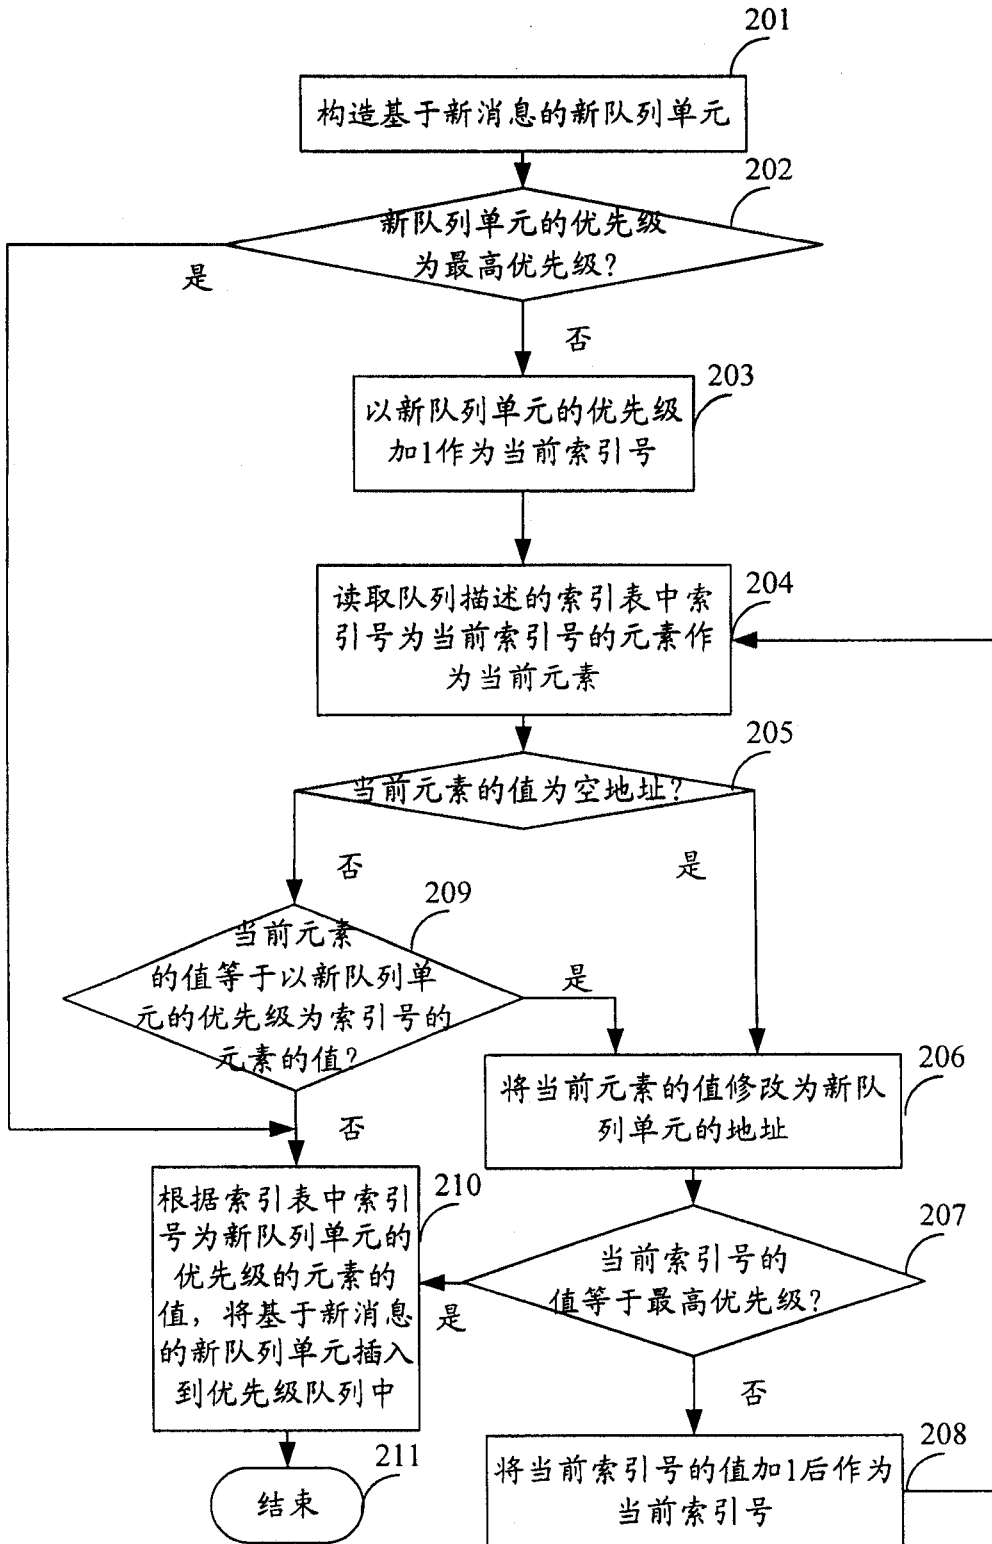 201
构造基于新消息的新队列单元
202
新队列单元的优先级
为最高优先级?
是
否
203
以新队列单元的优先级
加1作为当前索引号
204
读取队列描述的索引表中索
引号为当前索引号的元素作
为当前元素
205
当前元素的值为空地址?
否
是
209
当前元素
的值等于以新队列单
元的优先级为索引号的
元素的值?
是
否
206
将当前元素的值修改为新队
列单元的地址
210
根据索引表中索引
号为新队列单元的
优先级的元素的
值，将基于新消息
的新队列单元插入
到优先级队列中
207
当前索引号的
值等于最高优先级?
是
否
208
将当前索引号的值加1后作为
当前索引号
211
结束